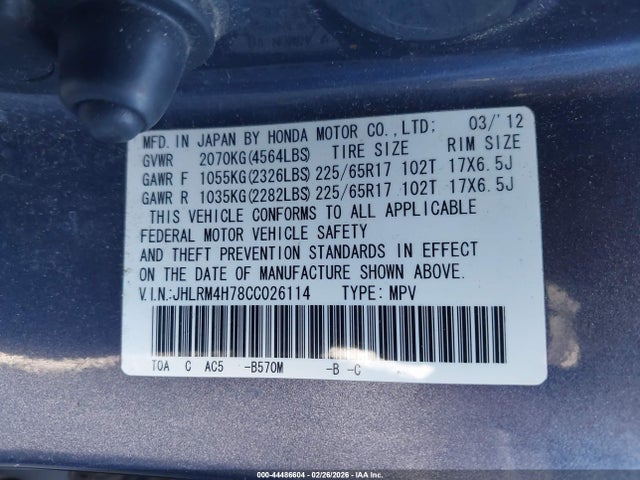 MFD. IN JAPAN BY HONDA MOTOR CO.,LTD: 03/'12
GVWR 2070KG(4564LBS) TIRE SIZE RIM SIZE
GAWR F 1055KG(2326LBS) 225/65R17 102T 17X6.5J
GAWR R 1035KG(2282LBS) 225/65R17 102T 17X6.5J
THIS VEHICLE CONFORMS TO ALL APPLICABLE
FEDERAL MOTOR VEHICLE SAFETY
AND THEFT PREVENTION STANDARDS IN EFFECT
ON THE DATE OF MANUFACTURE SHOWN ABOVE.
V.I.N:JHLRM4H78CC026114 TYPE: MPV
T0A C AC5 -B570M -B -C
000-44486604 - 02/26/2026 - IAA Inc.